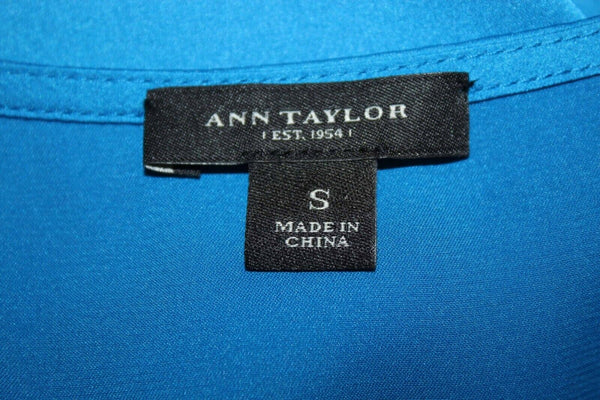 ANN TAYLOR
| EST. 1954 |
S
MADE IN
CHINA